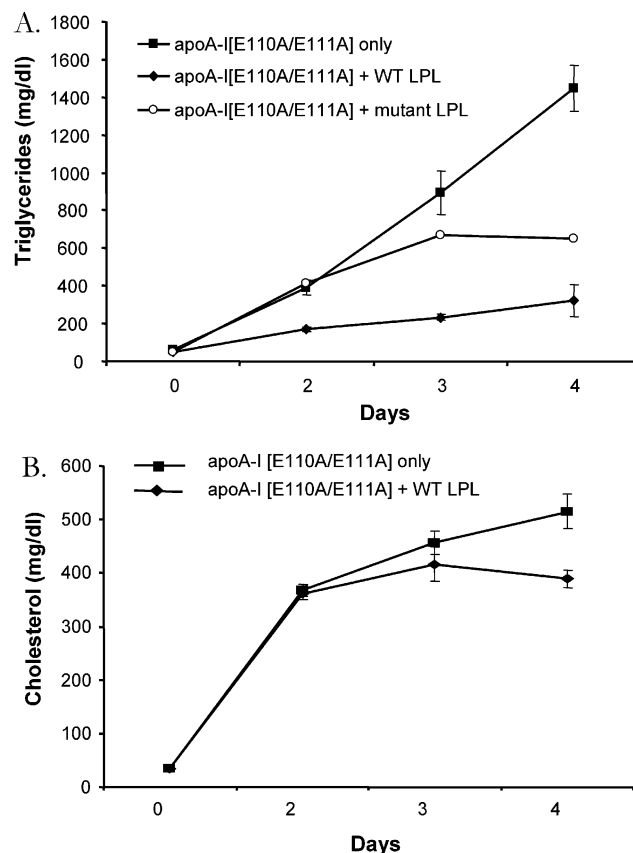 A.
1800
1600
1400
1200
1000
800
600
400
200
0
Triglycerides (mg/dl)
apoA-I[E110A/E111A] only
apoA-I[E110A/E111A] + WT LPL
apoA-I[E110A/E111A] + mutant LPL
0 2 3 4
Days
B.
600
500
400
300
200
100
0
Cholesterol (mg/dl)
apoA-I [E110A/E111A] only
apoA-I [E110A/E111A] + WT LPL
0 2 3 4
Days